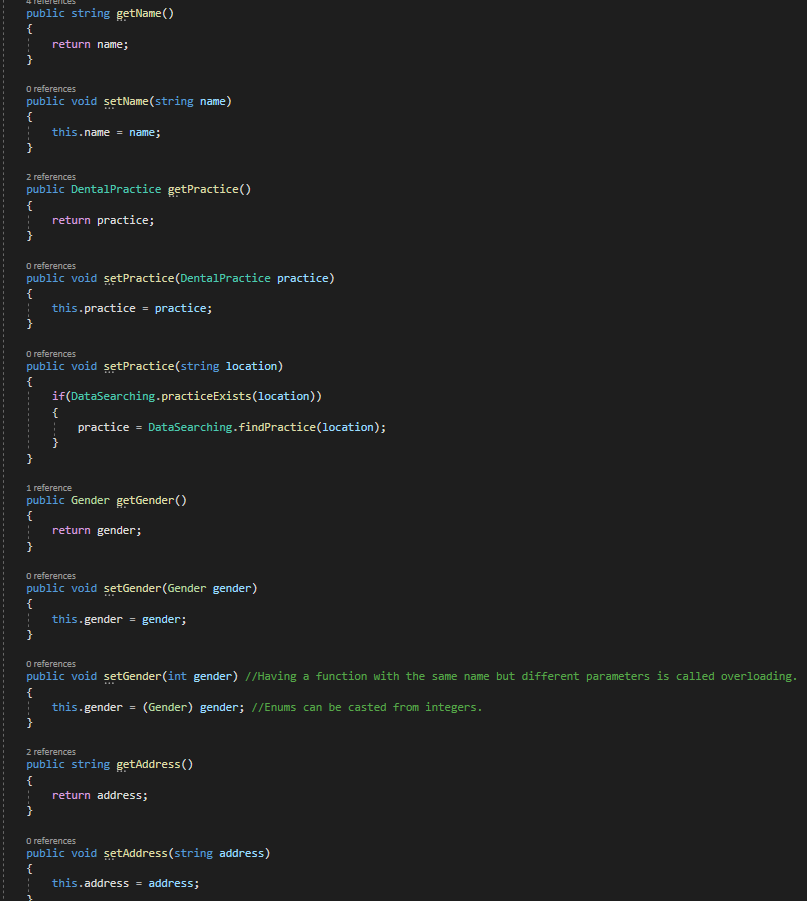 4 references
public string getName()
{
return name;
}
0 references
public void setName(string name)
{
this.name = name;
}
2 references
public DentalPractice getPractice()
{
return practice;
}
0 references
public void setPractice(DentalPractice practice)
{
this.practice = practice;
}
0 references
public void setPractice(string location)
{
if(DataSearching.practiceExists(location))
{
practice = DataSearching.findPractice(location);
}
}
1 reference
public Gender getGender()
{
return gender;
}
0 references
public void setGender(Gender gender)
{
this.gender = gender;
}
0 references
public void setGender(int gender) //Having a function with the same name but different parameters is called overloading.
{
this.gender = (Gender) gender; //Enums can be casted from integers.
}
2 references
public string getAddress()
{
return address;
}
0 references
public void setAddress(string address)
{
this.address = address;
}